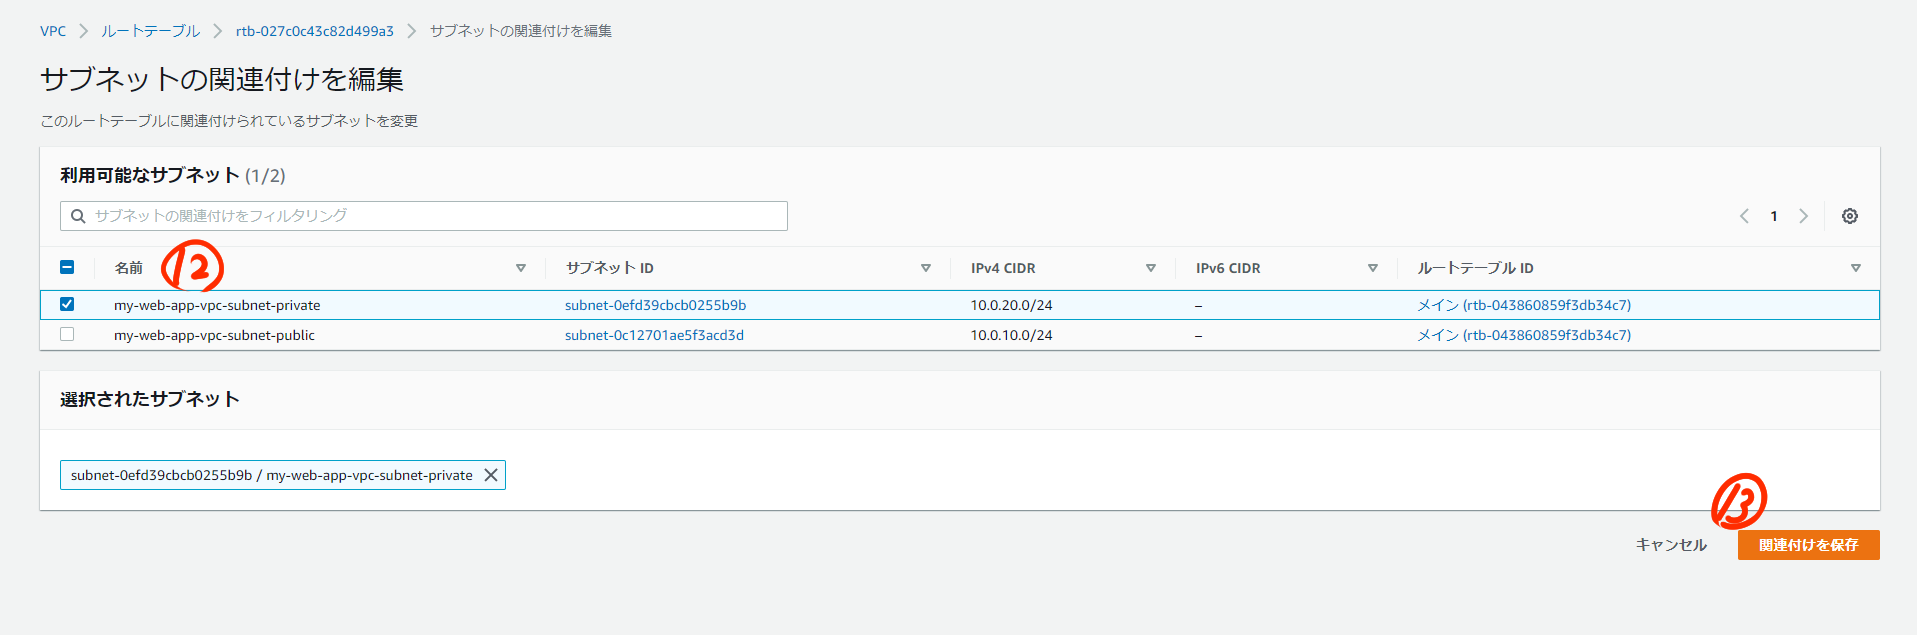 VPC > ルートテーブル > rtb-027c0c43c82d499a3 > サブネットの関連付けを編集
サブネットの関連付けを編集
このルートテーブルに関連付けられているサブネットを変更
利用可能なサブネット (1/2)
サブネットの関連付けをフィルタリング
1
名前 12 サブネット ID IPv4 CIDR IPv6 CIDR ルートテーブル ID
my-web-app-vpc-subnet-private subnet-0efd39cbcb0255b9b 10.0.20.0/24 – メイン (rtb-043860859f3db34c7)
my-web-app-vpc-subnet-public subnet-0c12701ae5f3acd3d 10.0.10.0/24 – メイン (rtb-043860859f3db34c7)
選択されたサブネット
subnet-0efd39cbcb0255b9b / my-web-app-vpc-subnet-private
13
キャンセル 関連付けを保存